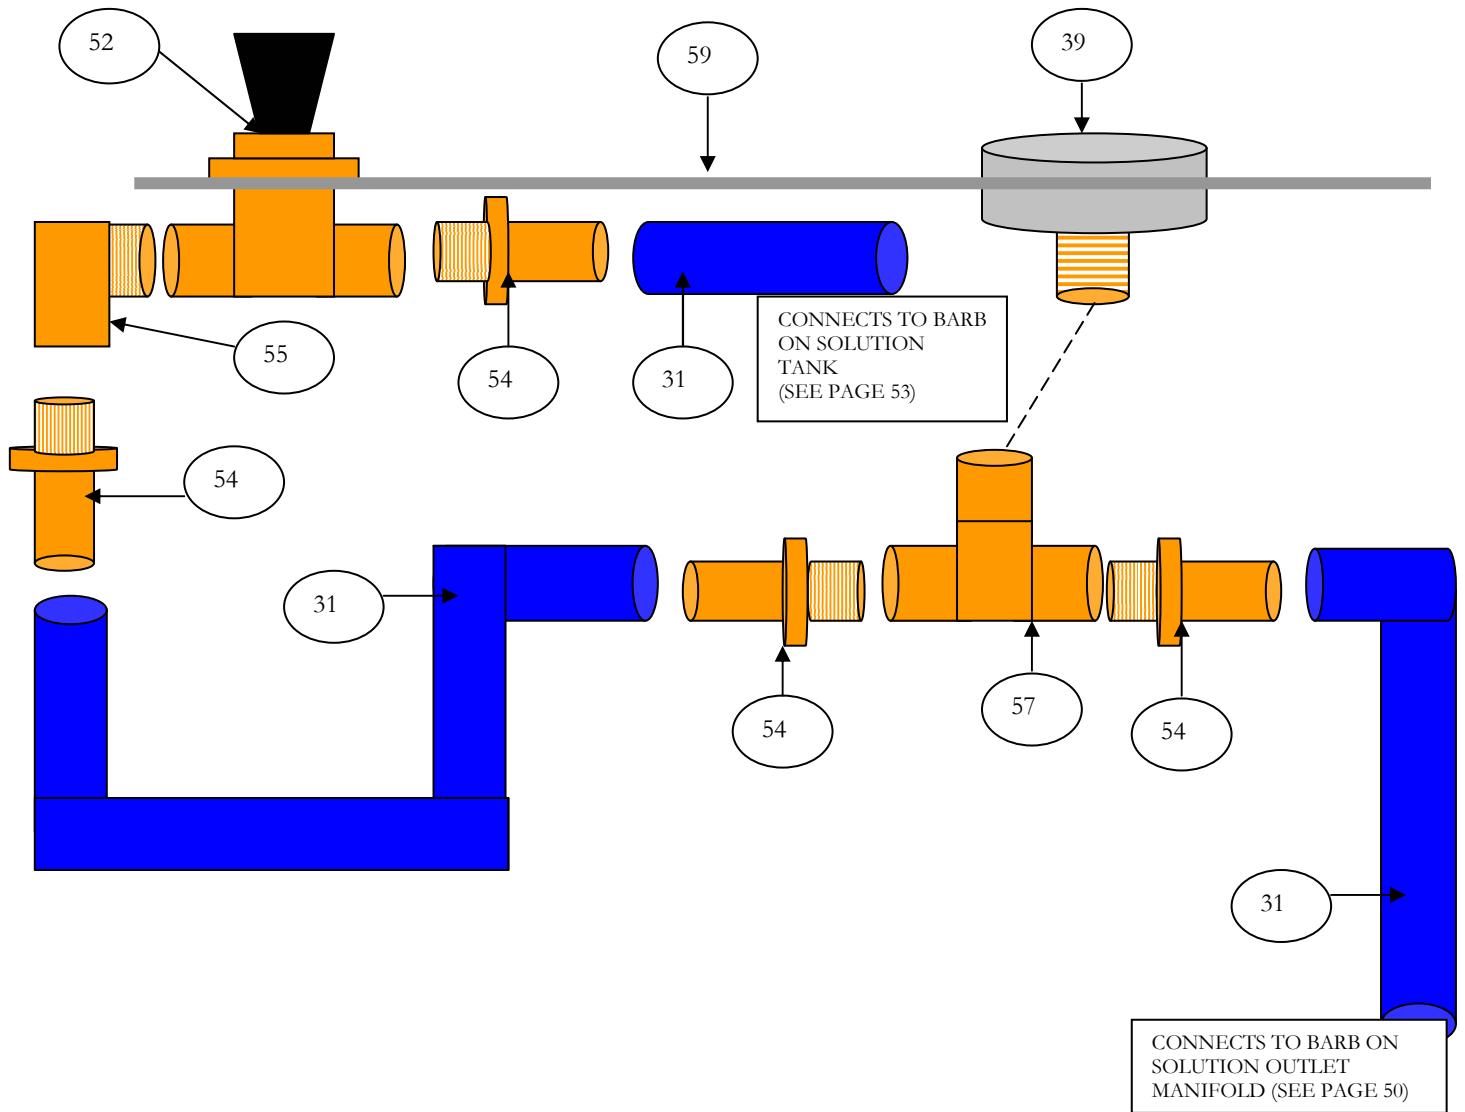 52
59
39
55
54
31
CONNECTS TO BARB
ON SOLUTION
TANK
(SEE PAGE 53)
54
31
54
57
54
31
CONNECTS TO BARB ON
SOLUTION OUTLET
MANIFOLD (SEE PAGE 50)